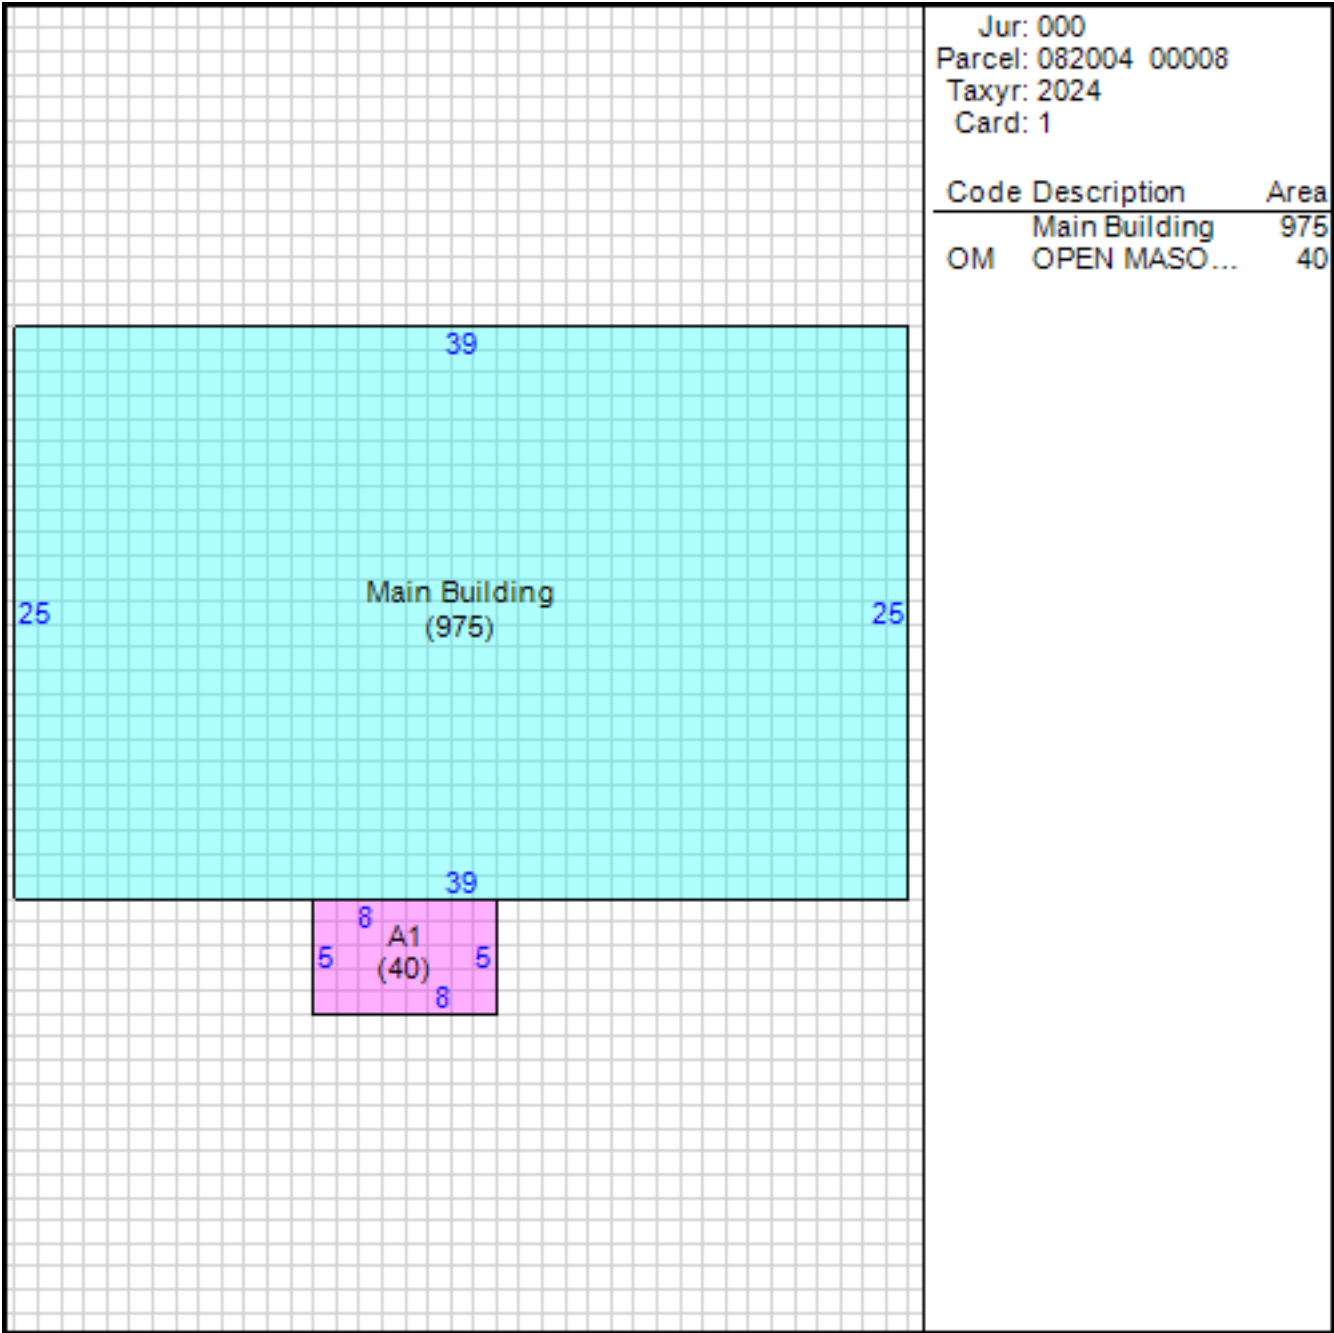 Jur: 000
Parcel: 082004 00008
Taxyr: 2024
Card: 1
Code Description Area
Main Building 975
OM OPEN MASO... 40
39
Main Building
(975)
25
25
39
8
A1
5
5
(40)
8